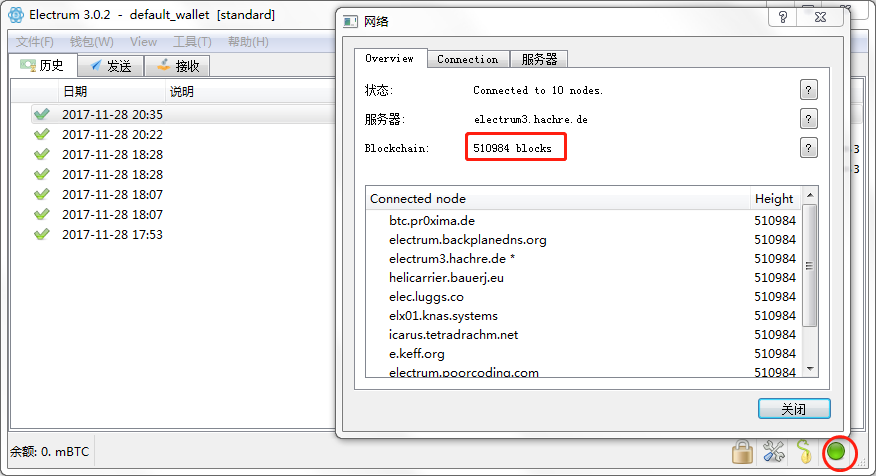 Electrum 3.0.2 - default_wallet [standard]
文件(F) 钱包(W) View 工具(T) 帮助(H)
历史 发送 接收
日期 说明
2017-11-28 20:35
2017-11-28 20:22
2017-11-28 18:28
2017-11-28 18:28
2017-11-28 18:07
2017-11-28 18:07
2017-11-28 17:53
3
3
余额: 0. mBTC
网络
Overview Connection 服务器
状态: Connected to 10 nodes. ?
服务器: electrum3.hachre.de ?
Blockchain: 510984 blocks ?
Connected node Height
btc.pr0xima.de 510984
electrum.backplanedns.org 510984
electrum3.hachre.de * 510984
helicarrier.bauerj.eu 510984
elec.luggs.co 510984
elx01.knas.systems 510984
icarus.tetradrachm.net 510984
e.keff.org 510984
electrum.poorcoding.com 510984
关闭